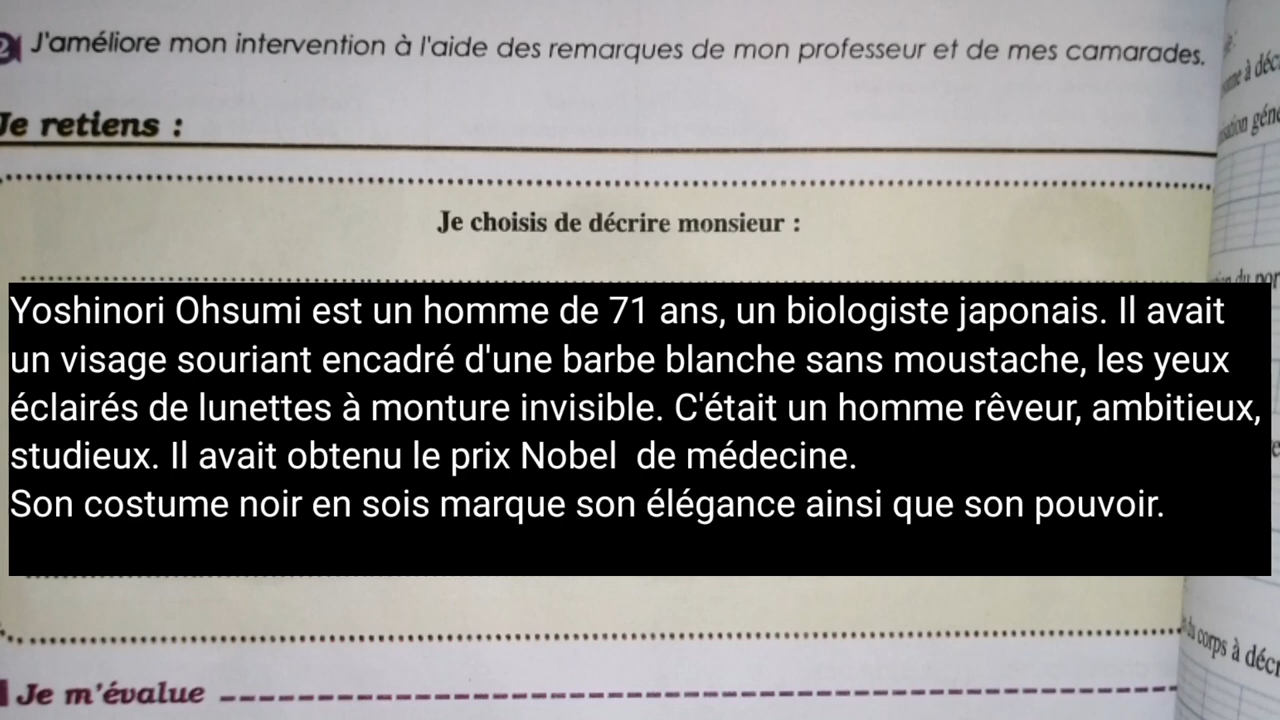 2 J'améliore mon intervention à l'aide des remarques de mon professeur et de mes camarades.
Je retiens :
Je choisis de décrire monsieur :
Yoshinori Ohsumi est un homme de 71 ans, un biologiste japonais. Il avait
un visage souriant encadré d'une barbe blanche sans moustache, les yeux
éclairés de lunettes à monture invisible. C'était un homme rêveur, ambitieux,
studieux. Il avait obtenu le prix Nobel de médecine.
Son costume noir en sois marque son élégance ainsi que son pouvoir.
Je m'évalue
du corps à décr